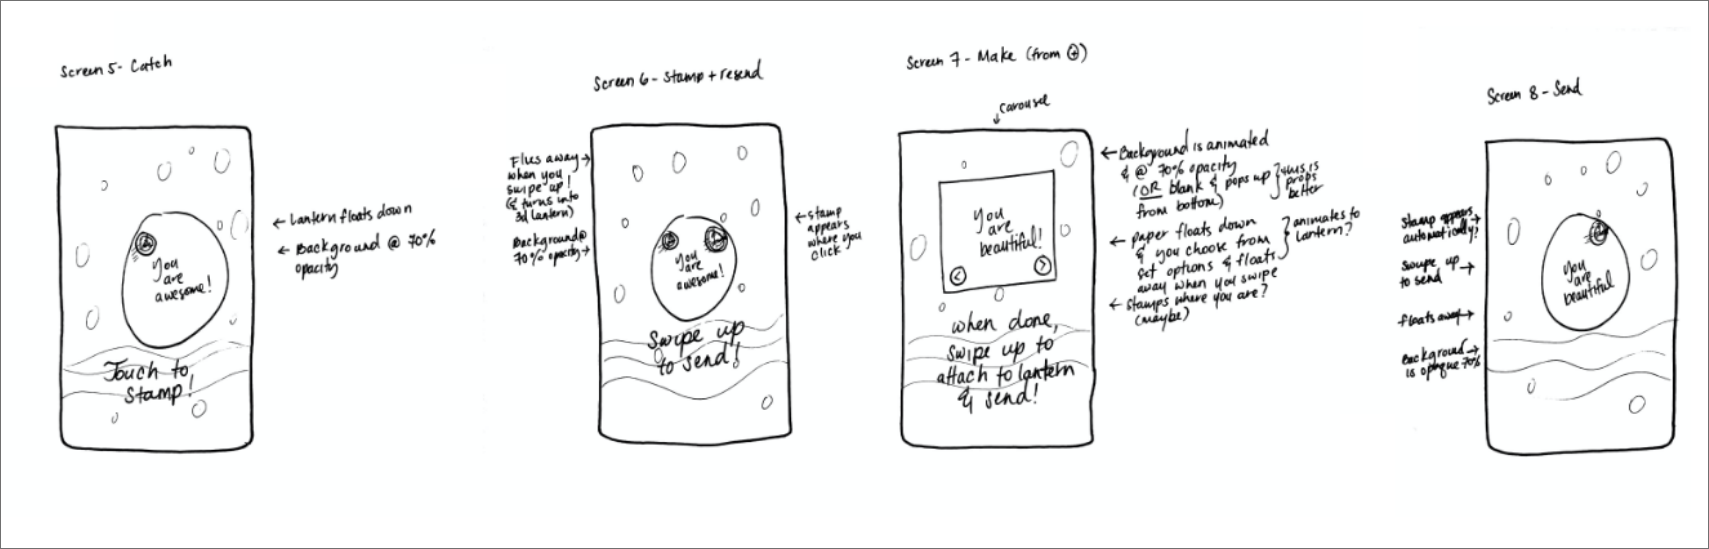 Screen 5 - Catch
← Lantern floats down
← Background @ 70%
opacity
You
are
awesome!
Touch to
Stamp!
Screen 6 - Stamp + resend
Flies away →
when you
swipe up!
(& turns into
3d lantern)
Background @
70% opacity →
← stamp
appears
where you
click
You
are
awesome!
Swipe up
to send!
Screen 7 - Make (from +)
↓ carousel
You
are
beautiful!
<
>
when done,
swipe up to
attach to lantern
& send!
← Background is animated
& @ 70% opacity
(OR blank & pops up
from bottom)
} this is
props
better
← paper floats down
& you choose from
set options & floats
away when you swipe
} animates to
lantern?
← stamps where you are?
(maybe)
Screen 8 - Send
Stamp appears →
automatically?
Swipe up
to send →
floats away →
Background →
is opaque 70%
You
are
beautiful